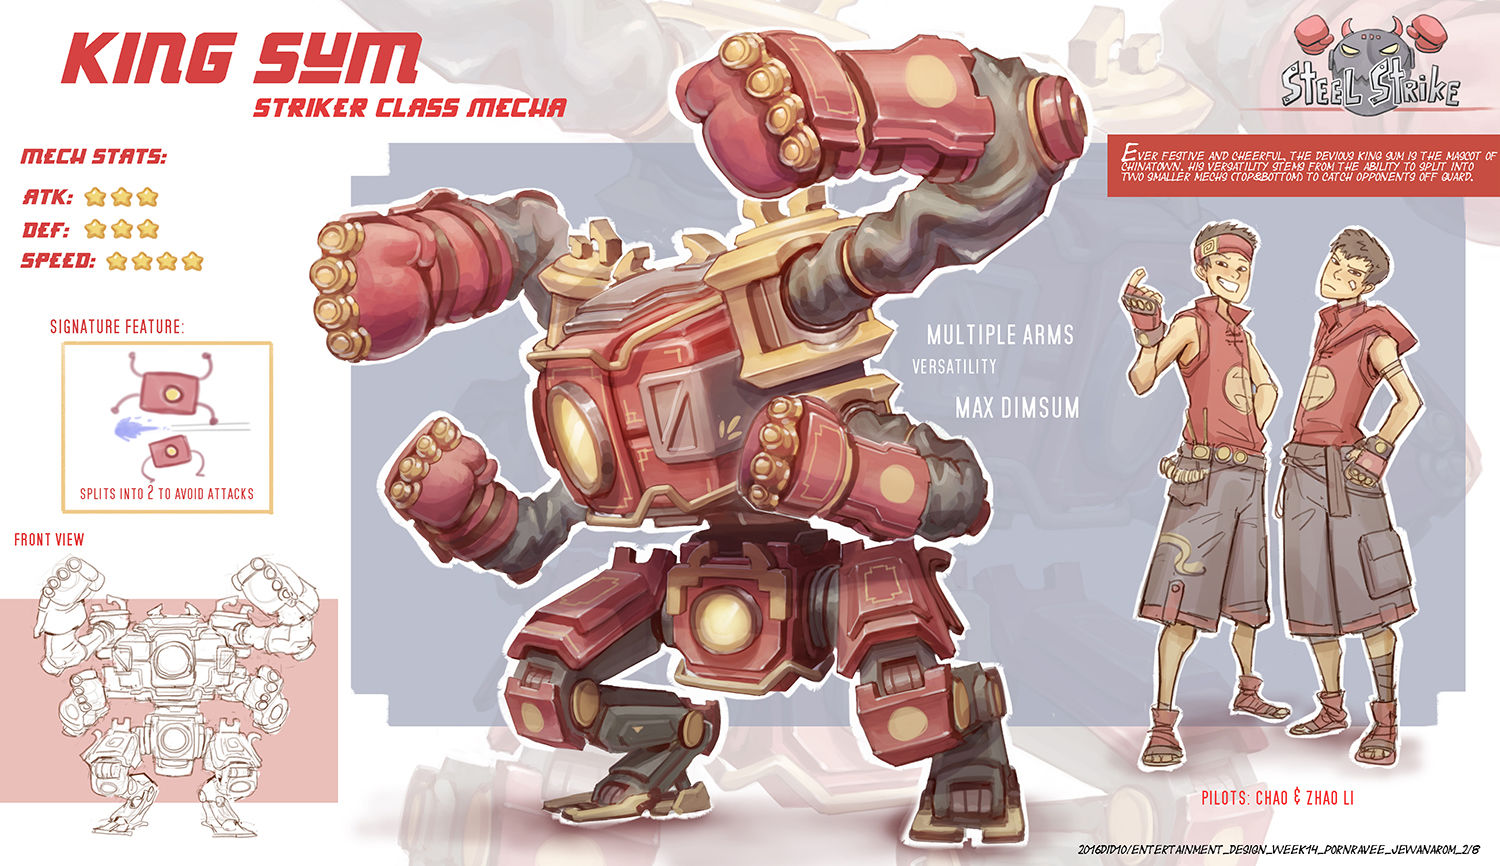 KING SUM
STRIKER CLASS MECHA
STEEL STRIKE
MECH STATS:
ATK:
DEF:
SPEED:
EVER FESTIVE AND CHEERFUL, THE DEVIOUS KING SUM IS THE MASCOT OF
CHINATOWN. HIS VERSATILITY STEMS FROM THE ABILITY TO SPLIT INTO
TWO SMALLER MECHS (TOP&BOTTOM) TO CATCH OPPONENTS OFF GUARD.
SIGNATURE FEATURE:
SPLITS INTO 2 TO AVOID ATTACKS
MULTIPLE ARMS
VERSATILITY
MAX DIMSUM
FRONT VIEW
PILOTS: CHAO & ZHAO LI
2016DID10/ENTERTAINMENT_DESIGN_WEEK14_PORNRAVEE_JEWANAROM_2/8